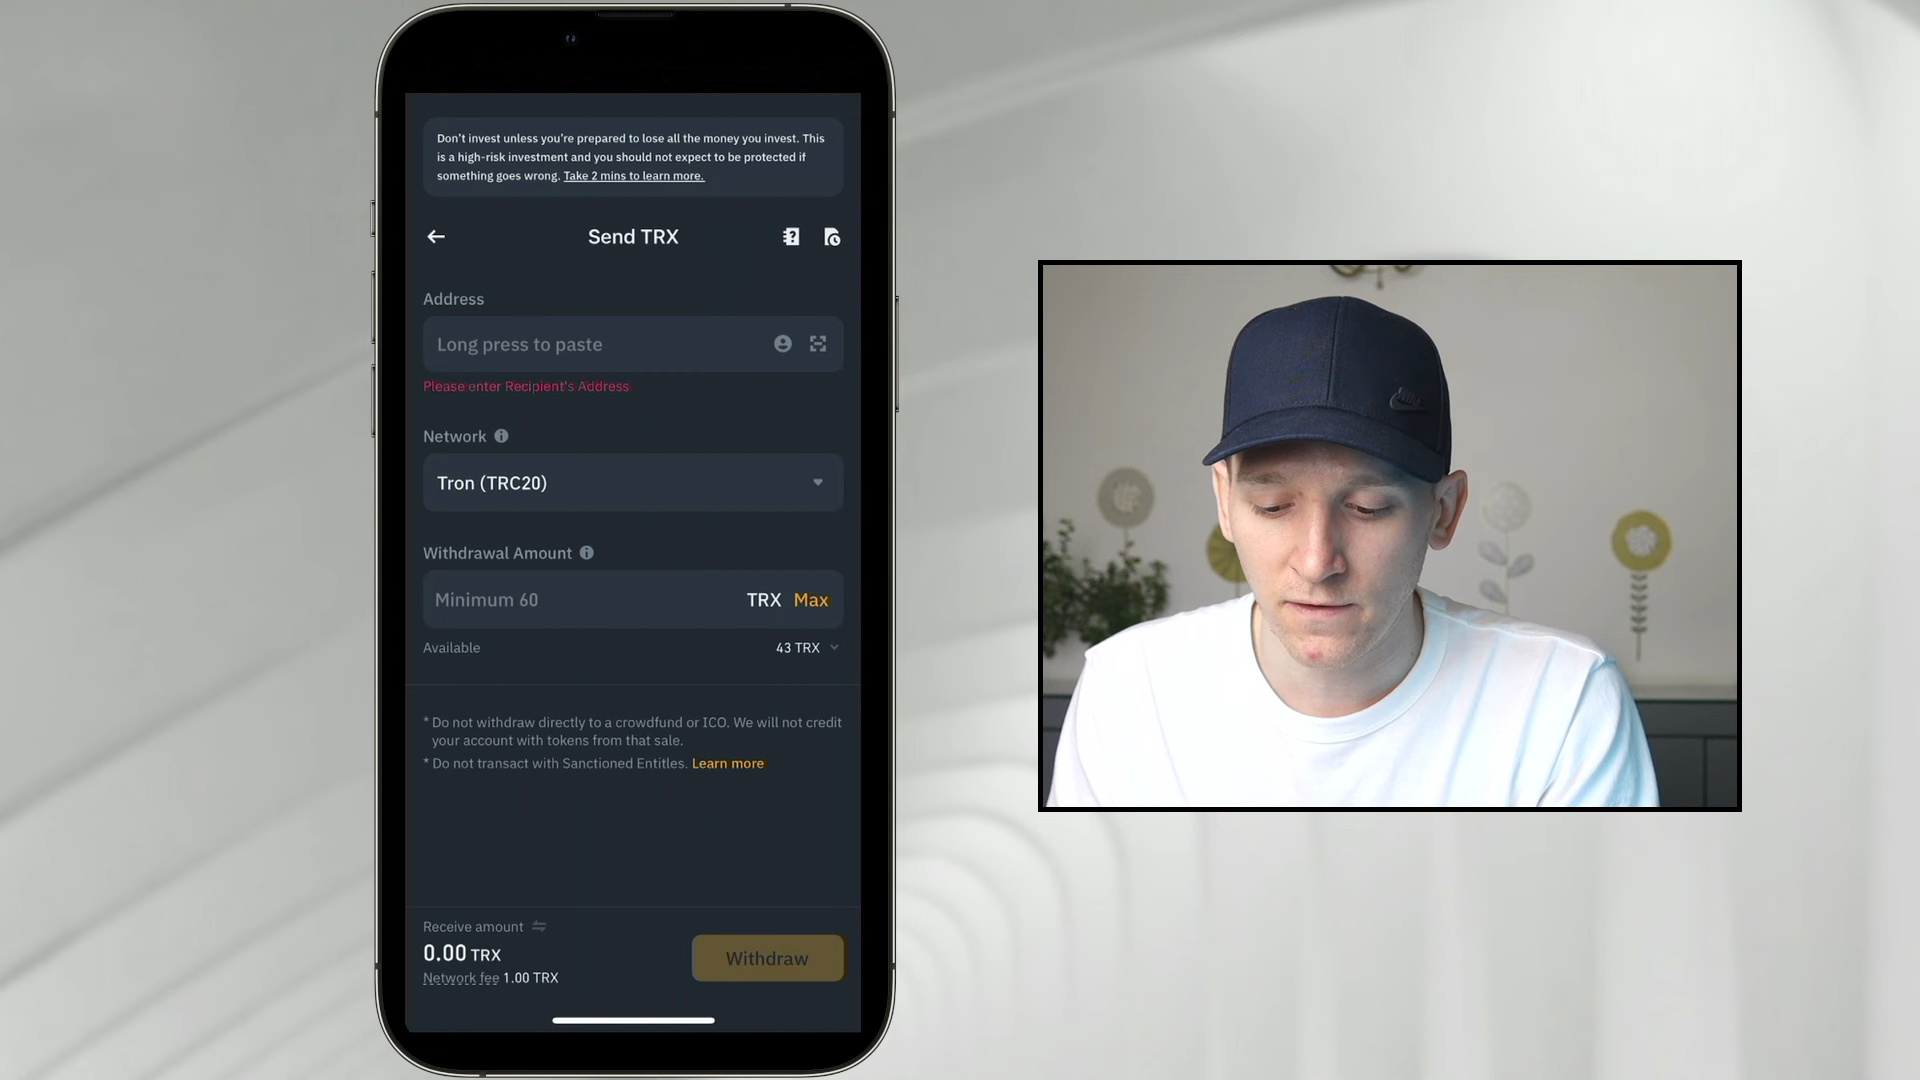 Don't invest unless you're prepared to lose all the money you invest. This
is a high-risk investment and you should not expect to be protected if
something goes wrong. Take 2 mins to learn more.
Send TRX
Address
Long press to paste
Please enter Recipient's Address
Network
Tron (TRC20)
Withdrawal Amount
Minimum 60 TRX Max
Available 43 TRX
* Do not withdraw directly to a crowdfund or ICO. We will not credit
your account with tokens from that sale.
* Do not transact with Sanctioned Entitles. Learn more
Receive amount
0.00 TRX
Withdraw
Network fee 1.00 TRX